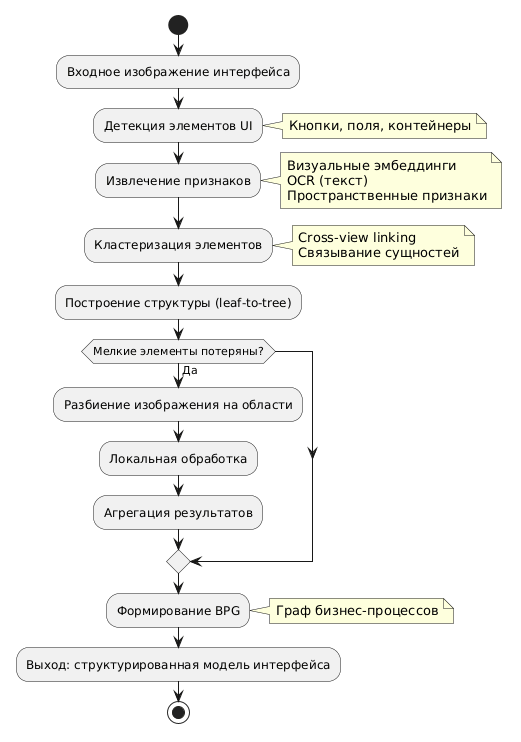 Входное изображение интерфейса
Детекция элементов UI
Кнопки, поля, контейнеры
Извлечение признаков
Визуальные эмбеддинги
OCR (текст)
Пространственные признаки
Кластеризация элементов
Cross-view linking
Связывание сущностей
Построение структуры (leaf-to-tree)
Мелкие элементы потеряны?
Да
Разбиение изображения на области
Локальная обработка
Агрегация результатов
Формирование BPG
Граф бизнес-процессов
Выход: структурированная модель интерфейса